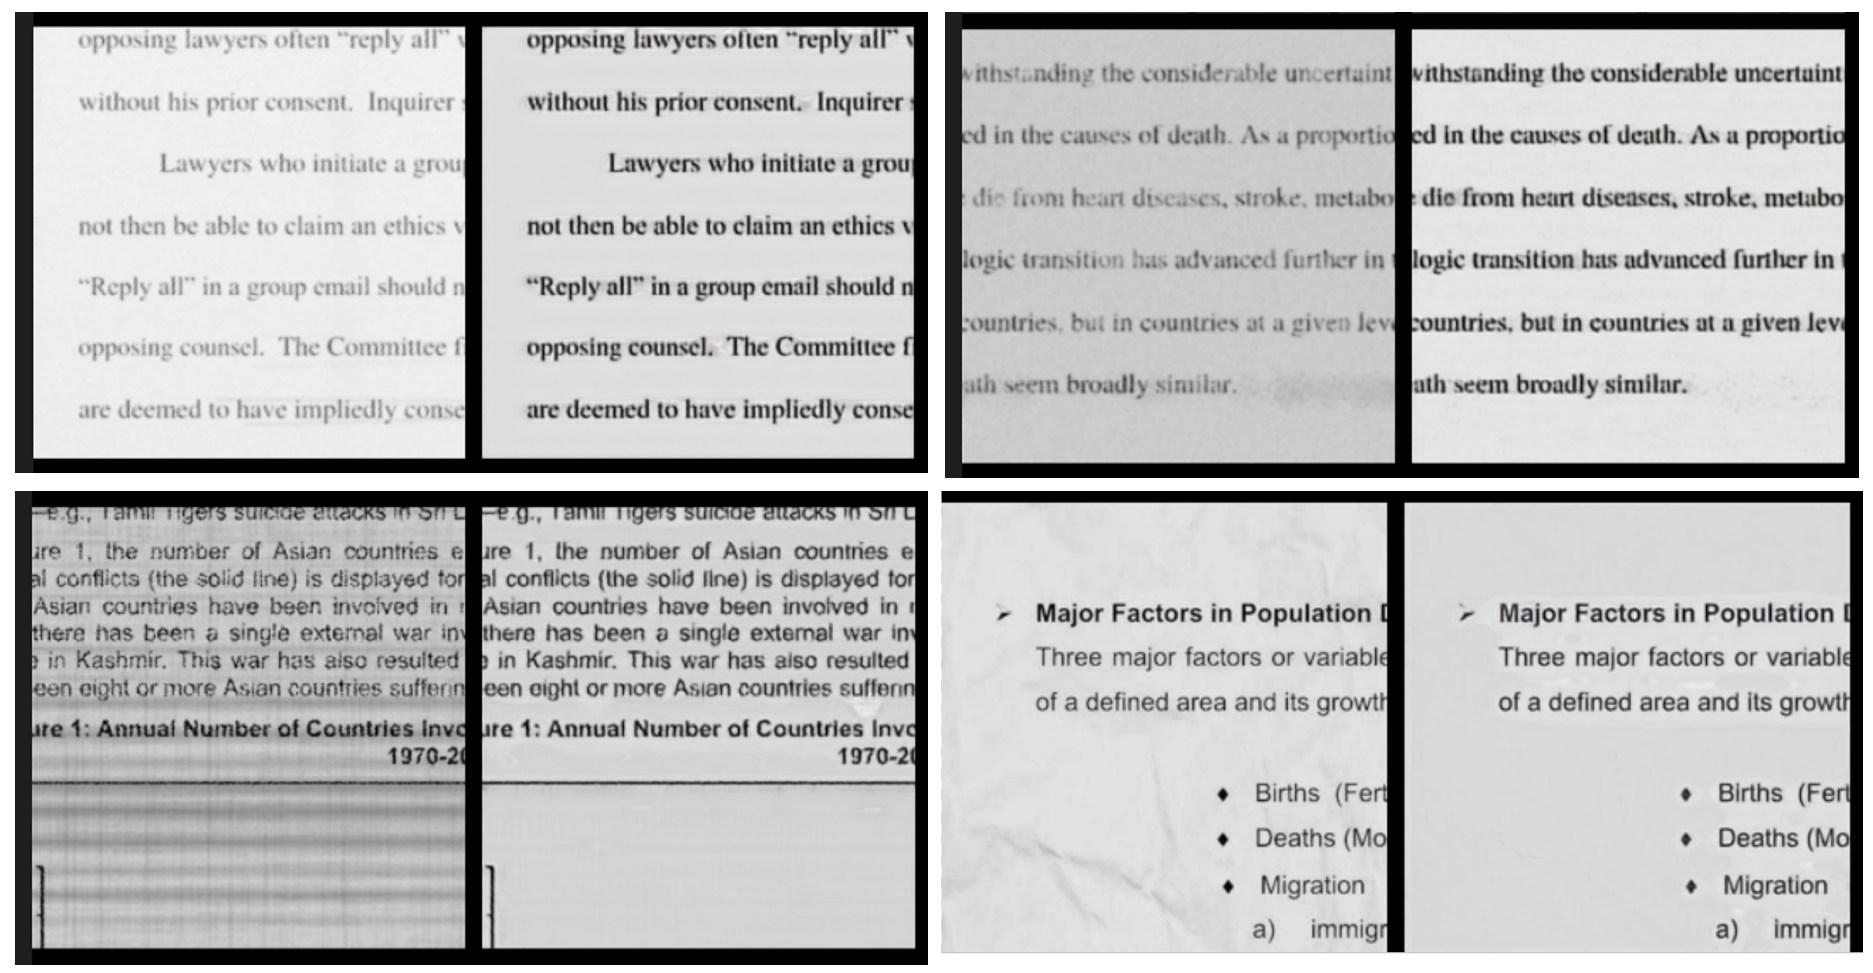 opposing lawyers often “reply all”
without his prior consent. Inquirer
Lawyers who initiate a grou
not then be able to claim an ethics v
“Reply all” in a group email should n
opposing counsel. The Committee f
are deemed to have impliedly conse
opposing lawyers often “reply all”
without his prior consent. Inquirer
Lawyers who initiate a grou
not then be able to claim an ethics v
“Reply all” in a group email should n
opposing counsel. The Committee f
are deemed to have impliedly conse
withstanding the considerable uncertaint
ed in the causes of death. As a proportio
die from heart diseases, stroke, metabo
logic transition has advanced further in
countries, but in countries at a given leve
ath seem broadly similar.
withstanding the considerable uncertaint
ed in the causes of death. As a proportio
die from heart diseases, stroke, metabo
logic transition has advanced further in
countries, but in countries at a given leve
ath seem broadly similar.
—e.g., Tamil Tigers suicide attacks in Sri L
ure 1, the number of Asian countries e
al conflicts (the solid line) is displayed for
Asian countries have been involved in
there has been a single external war inv
in Kashmir. This war has also resulted
een eight or more Asian countries sufferin
ure 1: Annual Number of Countries Invo
1970-20
—e.g., Tamil Tigers suicide attacks in Sri L
ure 1, the number of Asian countries e
al conflicts (the solid line) is displayed for
Asian countries have been involved in
there has been a single external war inv
in Kashmir. This war has also resulted
een eight or more Asian countries sufferin
ure 1: Annual Number of Countries Invo
1970-20
➢ Major Factors in Population D
Three major factors or variable
of a defined area and its growth
♦ Births (Fert
♦ Deaths (Mo
♦ Migration
a) immigr
➢ Major Factors in Population D
Three major factors or variable
of a defined area and its growth
♦ Births (Fert
♦ Deaths (Mo
♦ Migration
a) immigr